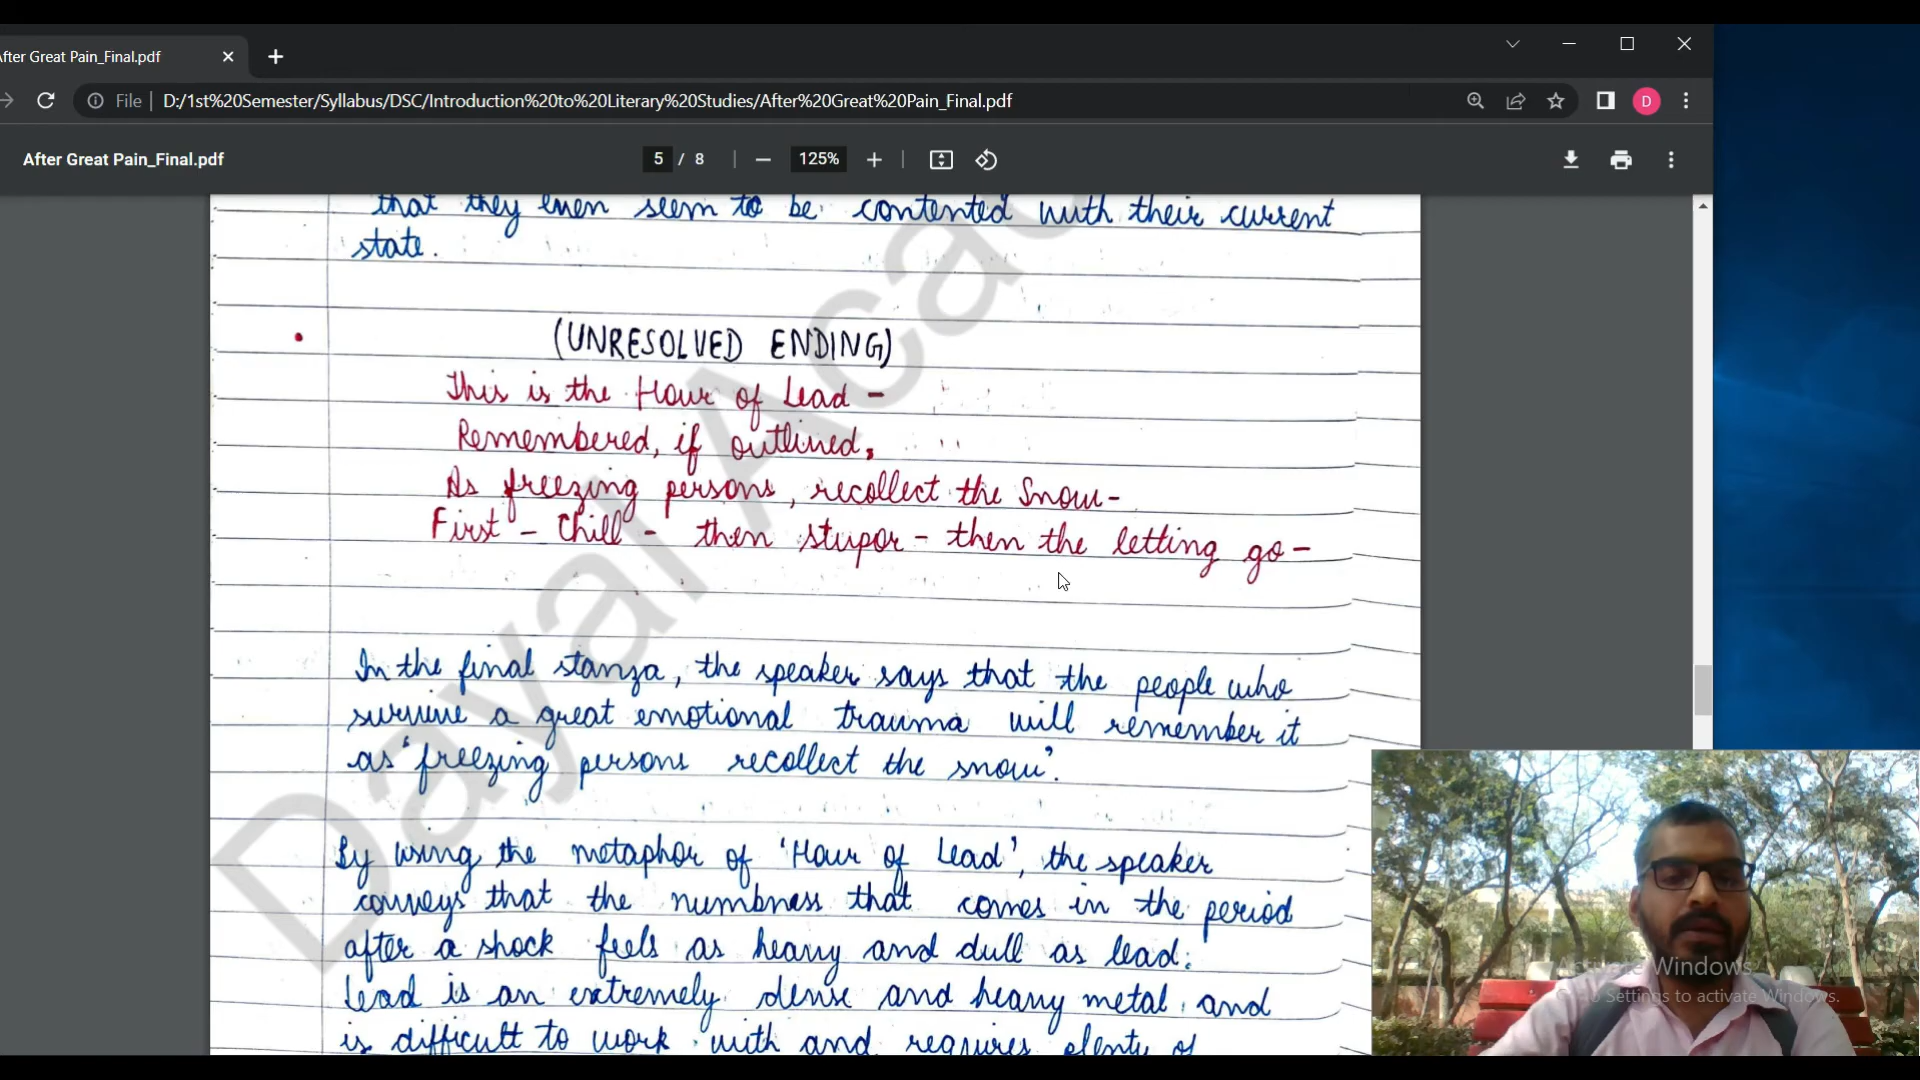 After Great Pain_Final.pdf
File
D:/1st%20Semester/Syllabus/DSC/Introduction%20to%20Literary%20Studies/After%20Great%20Pain_Final.pdf
D
After Great Pain_Final.pdf
5 / 8
125%
that they even seem to be contented with their current
state.
(UNRESOLVED ENDING)
This is the Hour of Lead -
Remembered, if outlived,
As freezing persons, recollect the Snow-
First - Chill - then stupor - then the letting go-
In the final stanza, the speaker says that the people who
survive a great emotional trauma will remember it
as 'freezing persons recollect the snow'.
By using the metaphor of 'Hour of Lead', the speaker
conveys that the numbness that comes in the period
after a shock feels as heavy and dull as lead.
Lead is an extremely dense and heavy metal and
is difficult to work with and requires plenty of
Dayal Aca
Activate Windows
Go to Settings to activate Windows.